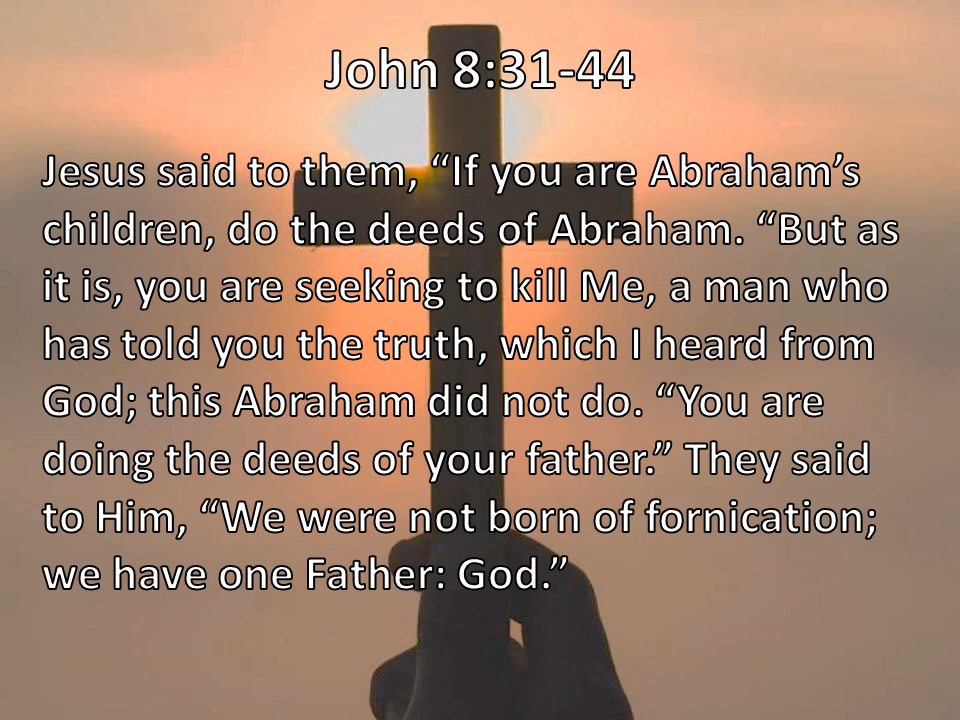 John 8:31-44
Jesus said to them, “If you are Abraham’s
children, do the deeds of Abraham. “But as
it is, you are seeking to kill Me, a man who
has told you the truth, which I heard from
God; this Abraham did not do. “You are
doing the deeds of your father.” They said
to Him, “We were not born of fornication;
we have one Father: God.”